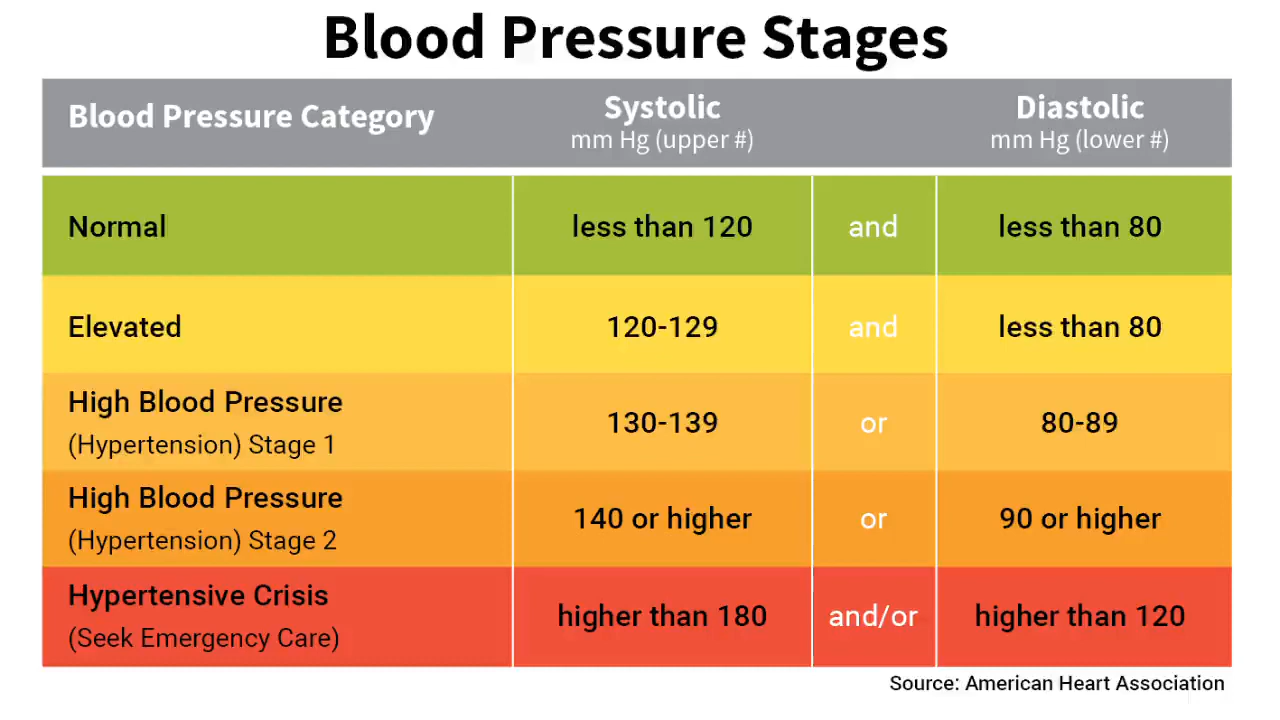 Blood Pressure Stages
Blood Pressure Category
Systolic
mm Hg (upper #)
Diastolic
mm Hg (lower #)
Normal
less than 120
and
less than 80
Elevated
120-129
and
less than 80
High Blood Pressure
(Hypertension) Stage 1
130-139
or
80-89
High Blood Pressure
(Hypertension) Stage 2
140 or higher
or
90 or higher
Hypertensive Crisis
(Seek Emergency Care)
higher than 180
and/or
higher than 120
Source: American Heart Association